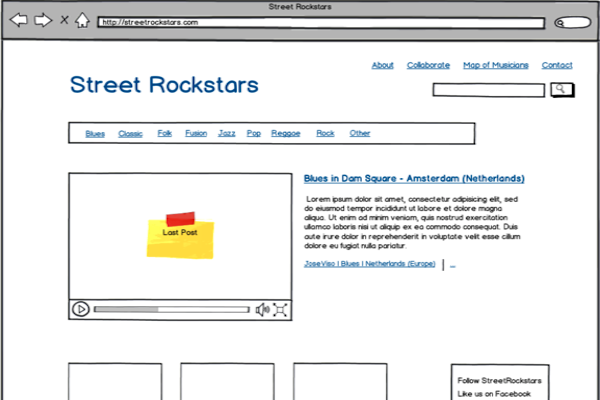 Street Rockstars
http://streetrockstars.com
About Collaborate Map of Musicians Contact
Street Rockstars
Blues Classic Folk Fusion Jazz Pop Reggae Rock Other
Last Post
Blues in Dam Square - Amsterdam (Netherlands)
Lorem ipsum dolor sit amet, consectetur adipisicing elit, sed
do eiusmod tempor incididunt ut labore et dolore magna
aliqua. Ut enim ad minim veniam, quis nostrud exercitation
ullamco laboris nisi ut aliquip ex ea commodo consequat. Duis
aute irure dolor in reprehenderit in voluptate velit esse cillum
dolore eu fugiat nulla pariatur.
JoseViso | Blues | Netherlands (Europe) | ...
Follow StreetRockstars
Like us on Facebook